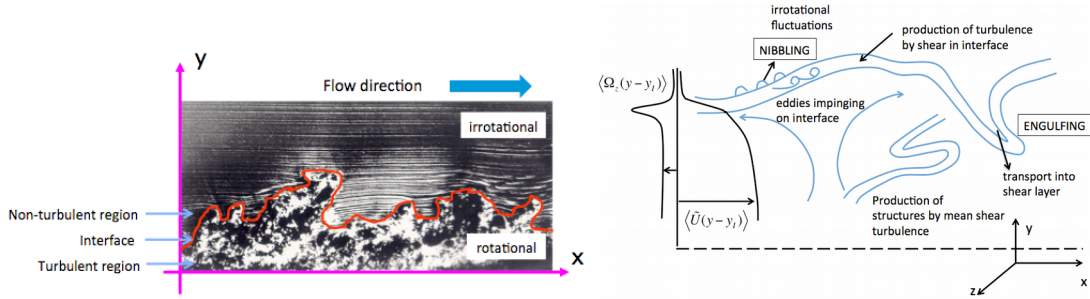 y
Flow direction
irrotational
Non-turbulent region
Interface
rotational
Turbulent region
x
irrotational
fluctuations
NIBBLING
production of turbulence
by shear in interface
⟨Ω_z(y−y_I)⟩
eddies impinging
on interface
ENGULFING
transport into
shear layer
Production of
structures by mean shear
turbulence
⟨Ũ(y−y_I)⟩
y
x
z